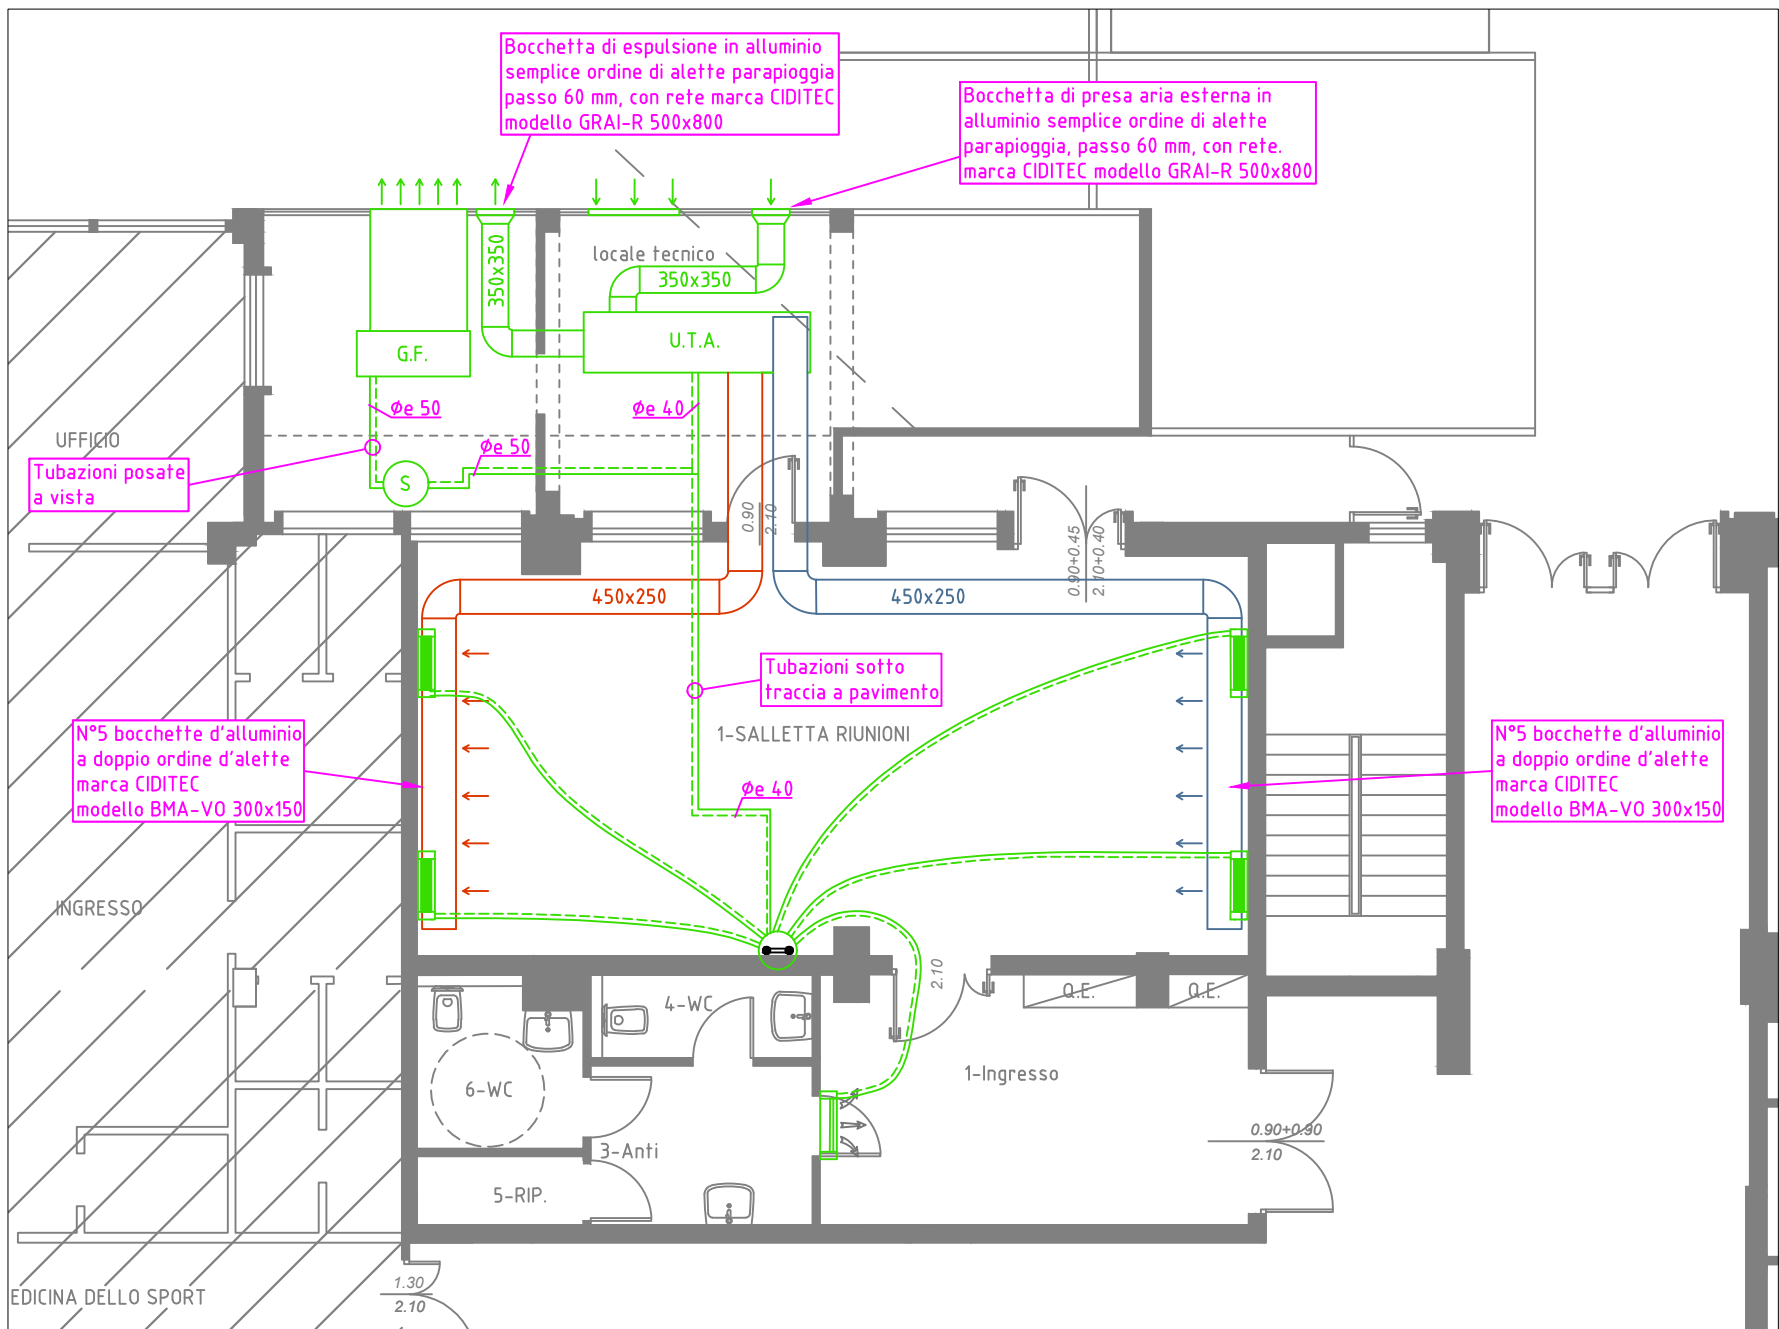 Bocchetta di espulsione in alluminio
semplice ordine di alette parapioggia
passo 60 mm, con rete marca CIDITEC
modello GRAI-R 500x800
Bocchetta di presa aria esterna in
alluminio semplice ordine di alette
parapioggia, passo 60 mm, con rete.
marca CIDITEC modello GRAI-R 500x800
350x350
locale tecnico
350x350
U.T.A.
G.F.
Øe 50
Øe 40
UFFICIO
Øe 50
Tubazioni posate
a vista
S
0.90
2.10
0.90+0.45
2.10+0.40
450x250
450x250
Tubazioni sotto
traccia a pavimento
1-SALLETTA RIUNIONI
N°5 bocchette d'alluminio
a doppio ordine d'alette
marca CIDITEC
modello BMA-VO 300x150
N°5 bocchette d'alluminio
a doppio ordine d'alette
marca CIDITEC
modello BMA-VO 300x150
Øe 40
INGRESSO
2.10
Q.E.
Q.E.
4-WC
1-Ingresso
6-WC
0.90+0.90
2.10
3-Anti
5-RIP.
1.30
2.10
EDICINA DELLO SPORT